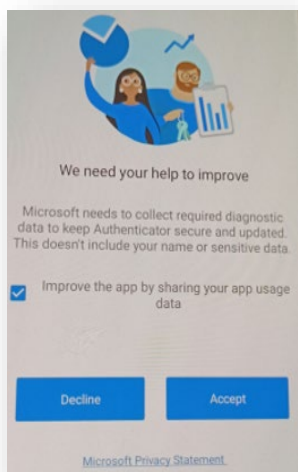 We need your help to improve
Microsoft needs to collect required diagnostic
data to keep Authenticator secure and updated.
This doesn't include your name or sensitive data.
Improve the app by sharing your app usage
data
Decline
Accept
Microsoft Privacy Statement